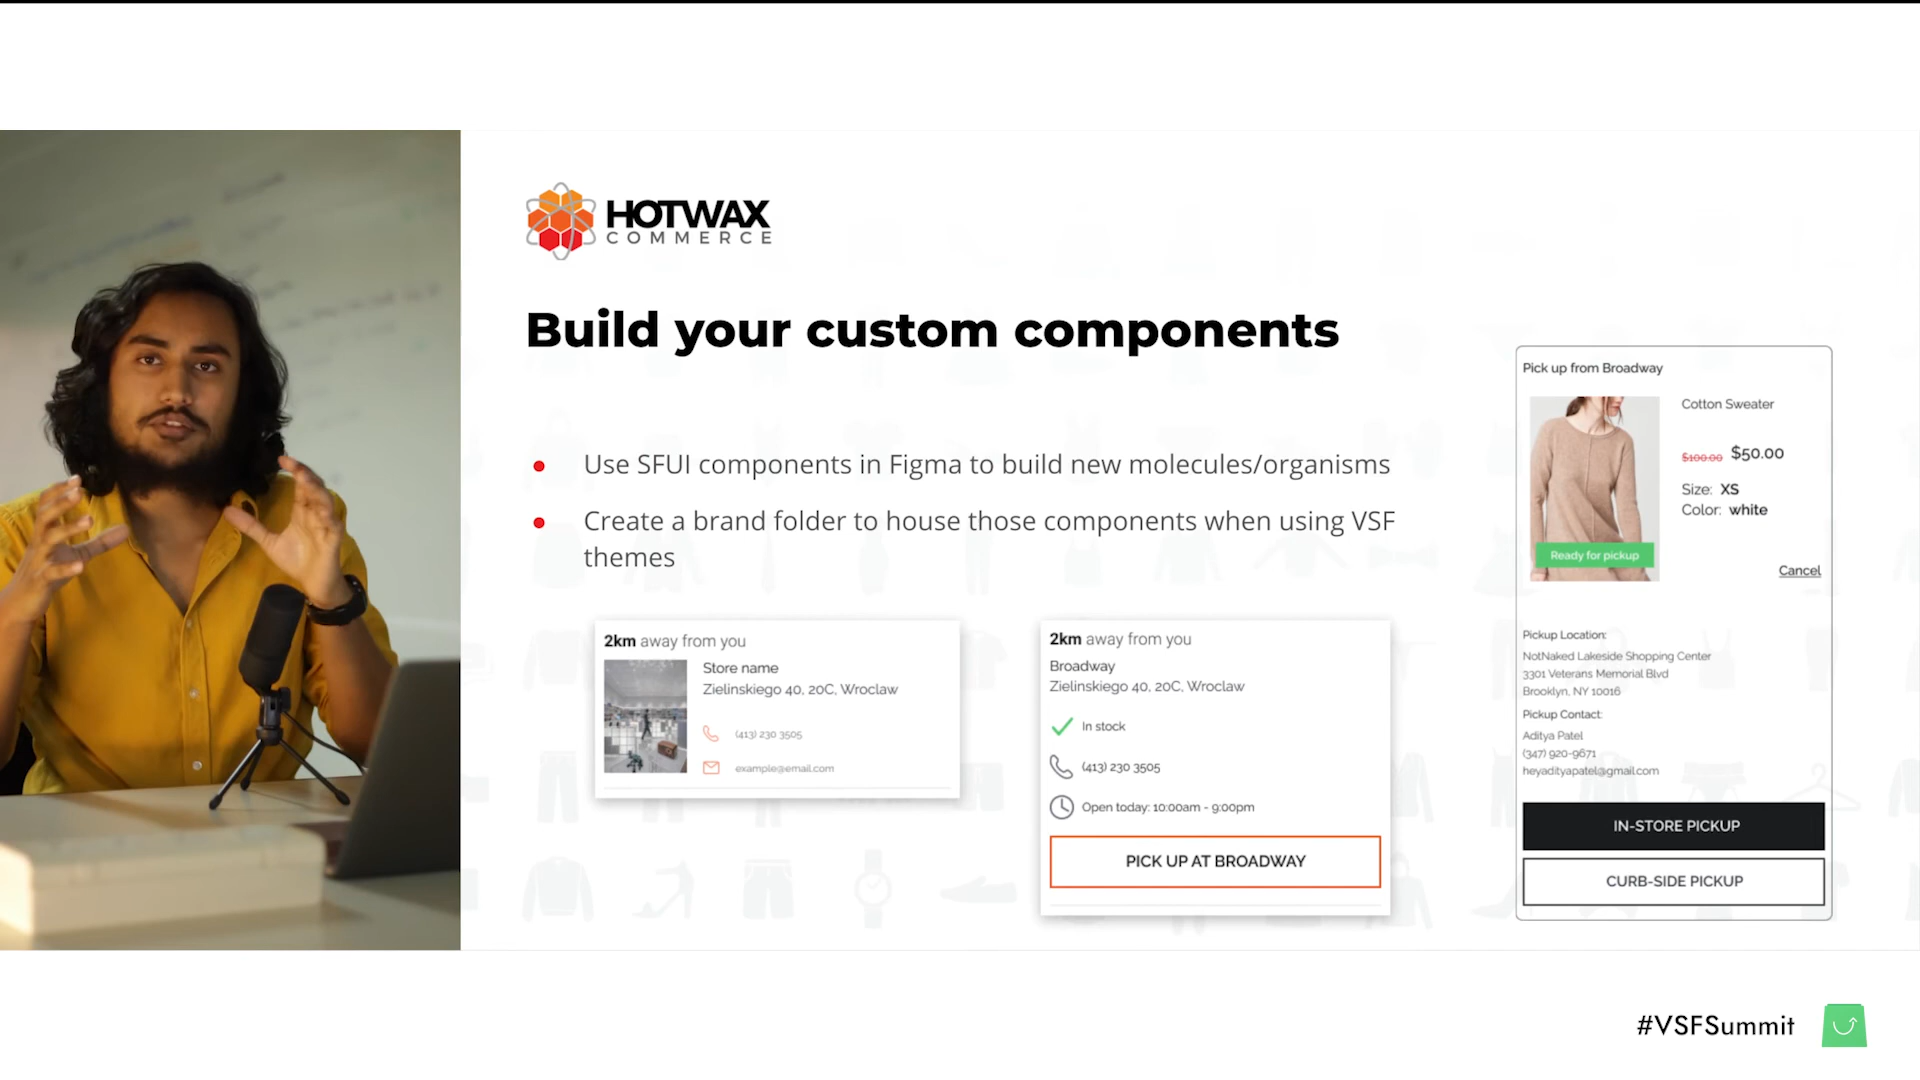 HOTWAX
COMMERCE
Build your custom components
Use SFUI components in Figma to build new molecules/organisms
Create a brand folder to house those components when using VSF
themes
2km away from you
Store name
Zielinskiego 40, 20C, Wroclaw
(413) 230 3505
example@email.com
2km away from you
Broadway
Zielinskiego 40, 20C, Wroclaw
In stock
(413) 230 3505
Open today: 10:00am - 9:00pm
PICK UP AT BROADWAY
Pick up from Broadway
Cotton Sweater
$100.00 $50.00
Size: XS
Color: white
Ready for pickup
Cancel
Pickup Location:
NotNaked Lakeside Shopping Center
3301 Veterans Memorial Blvd
Brooklyn, NY 10016
Pickup Contact:
Aditya Patel
(347) 920-9671
heyadityapatel@gmail.com
IN-STORE PICKUP
CURB-SIDE PICKUP
#VSFSummit